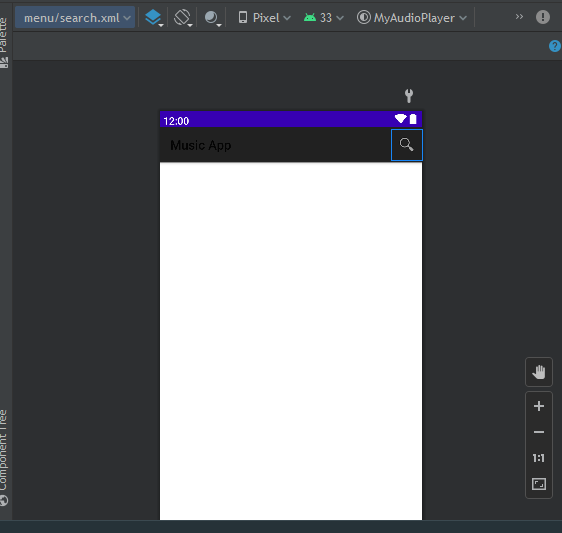 menu/search.xml
Pixel
33
MyAudioPlayer
»
!
?
Palette
12:00
Music App
1:1
Component Tree